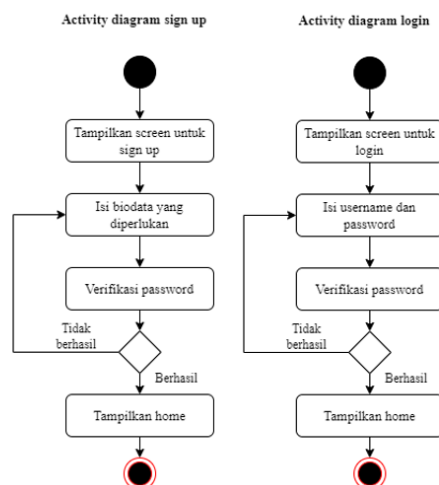 Activity diagram sign up
Tampilkan screen untuk
sign up
Isi biodata yang
diperlukan
Verifikasi password
Tidak
berhasil
Berhasil
Tampilkan home
Activity diagram login
Tampilkan screen untuk
login
Isi username dan
password
Verifikasi password
Tidak
berhasil
Berhasil
Tampilkan home